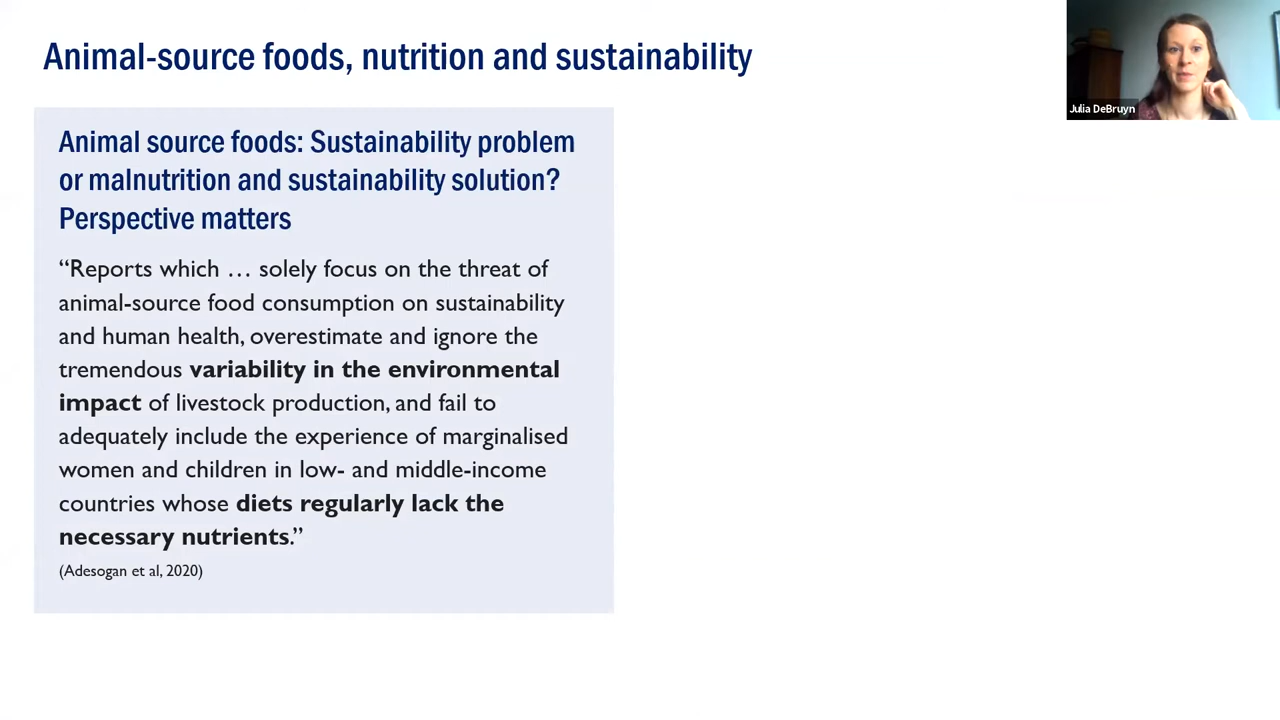 Animal-source foods, nutrition and sustainability
Julia DeBruyn
Animal source foods: Sustainability problem
or malnutrition and sustainability solution?
Perspective matters
“Reports which … solely focus on the threat of
animal-source food consumption on sustainability
and human health, overestimate and ignore the
tremendous variability in the environmental
impact of livestock production, and fail to
adequately include the experience of marginalised
women and children in low- and middle-income
countries whose diets regularly lack the
necessary nutrients.”
(Adesogan et al, 2020)